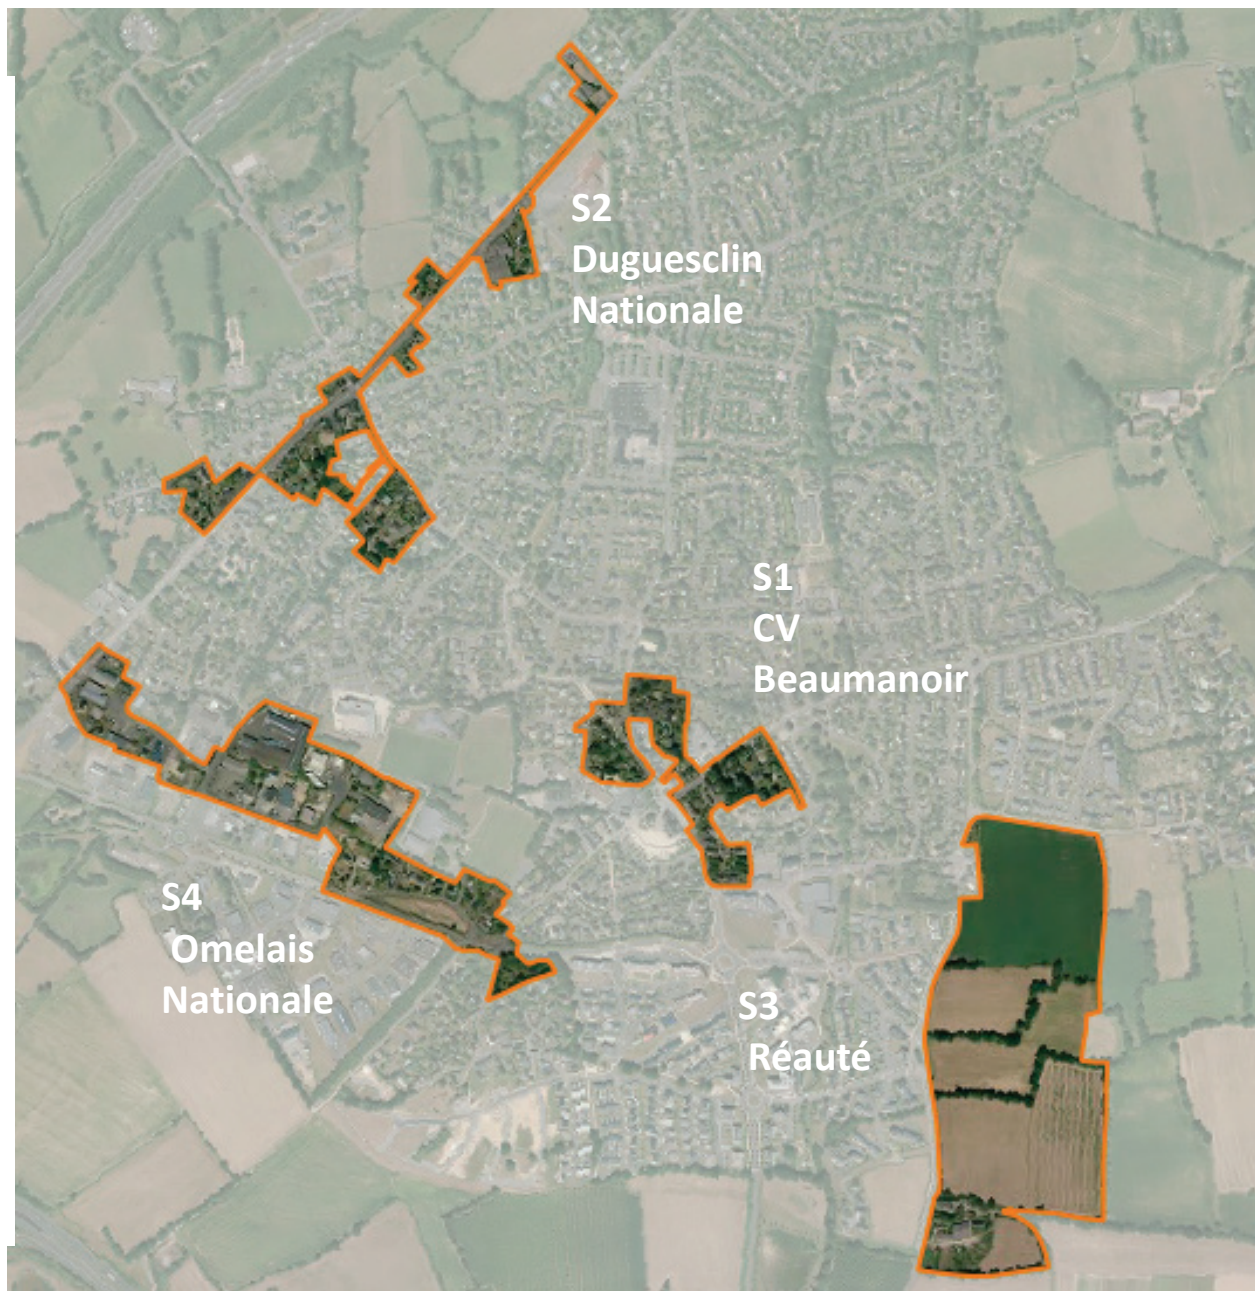 S2
Duguesclin
Nationale
S1
CV
Beaumanoir
S4
Omelais
Nationale
S3
Réauté